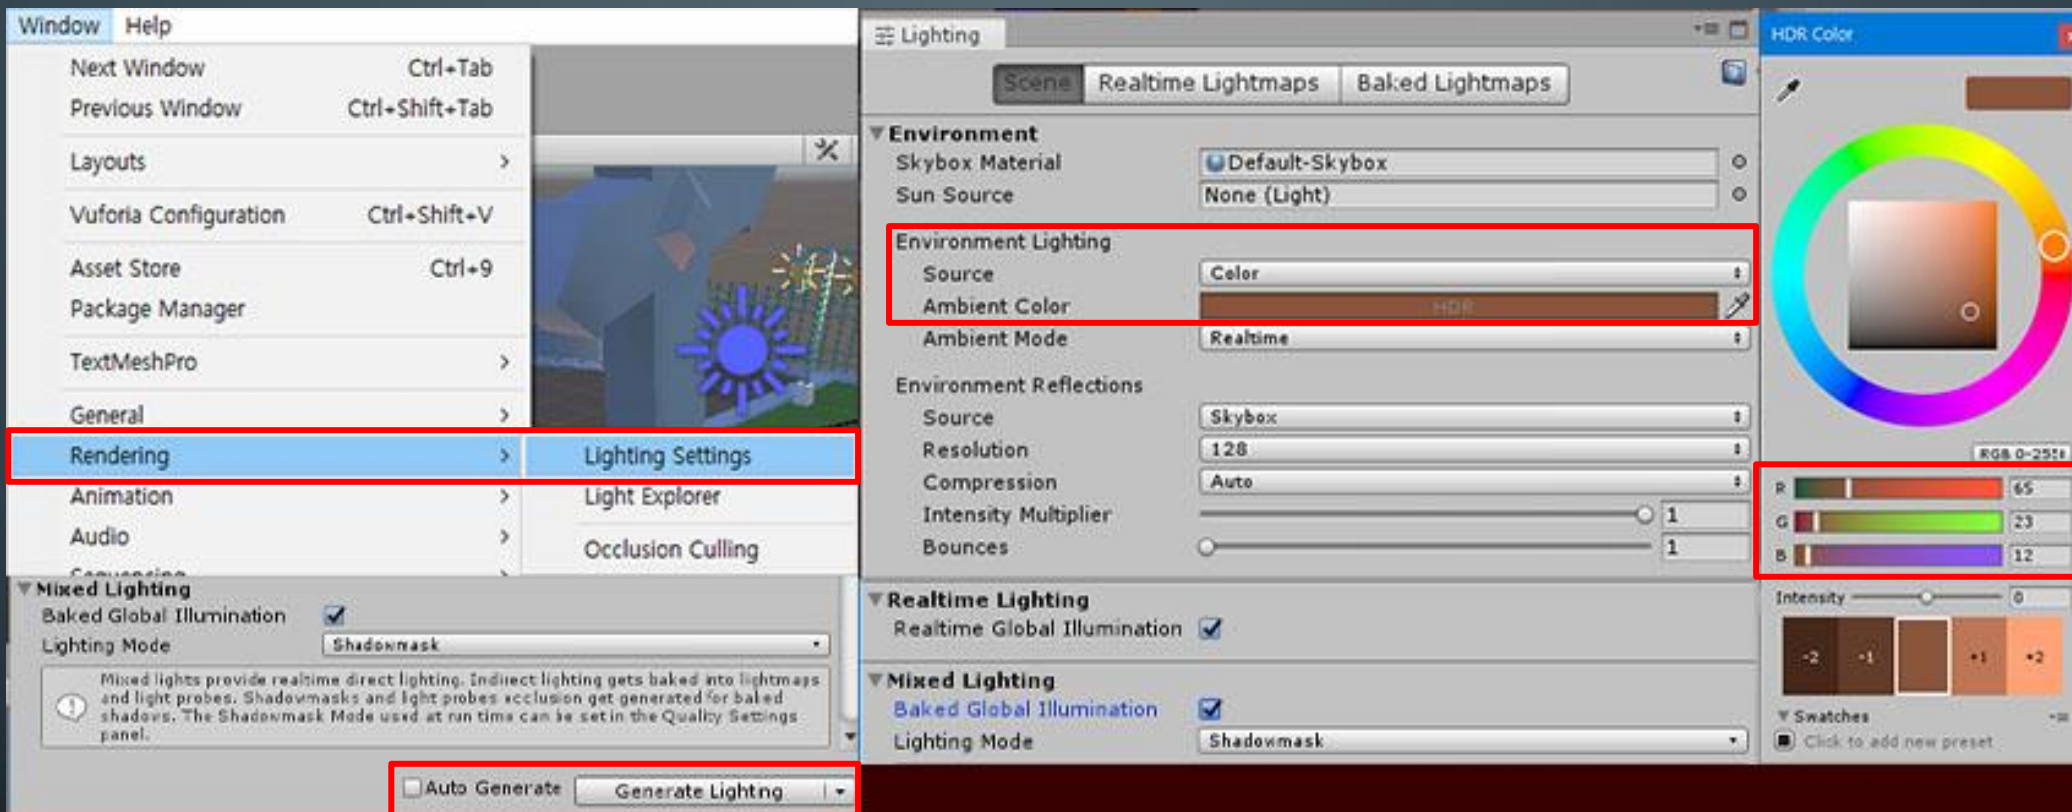 Window Help
Next Window Ctrl+Tab
Previous Window Ctrl+Shift+Tab
Layouts >
Vuforia Configuration Ctrl+Shift+V
Asset Store Ctrl+9
Package Manager
TextMeshPro >
General >
Rendering > Lighting Settings
Animation > Light Explorer
Audio > Occlusion Culling
Mixed Lighting
Baked Global Illumination
Lighting Mode Shadowmask
Mixed lights provide realtime direct lighting. Indirect lighting gets baked into lightmaps
and light probes. Shadowmasks and light probes occlusion get generated for baked
shadows. The Shadowmask Mode used at run time can be set in the Quality Settings
panel.
Auto Generate Generate Lighting
Lighting
Scene Realtime Lightmaps Baked Lightmaps
Environment
Skybox Material Default-Skybox
Sun Source None (Light)
Environment Lighting
Source Color
Ambient Color HDR
Ambient Mode Realtime
Environment Reflections
Source Skybox
Resolution 128
Compression Auto
Intensity Multiplier 1
Bounces 1
Realtime Lighting
Realtime Global Illumination
Mixed Lighting
Baked Global Illumination
Lighting Mode Shadowmask
HDR Color
RGB 0-255
R 65
G 23
B 12
Intensity 0
-2 -1 +1 +2
Swatches
Click to add new preset